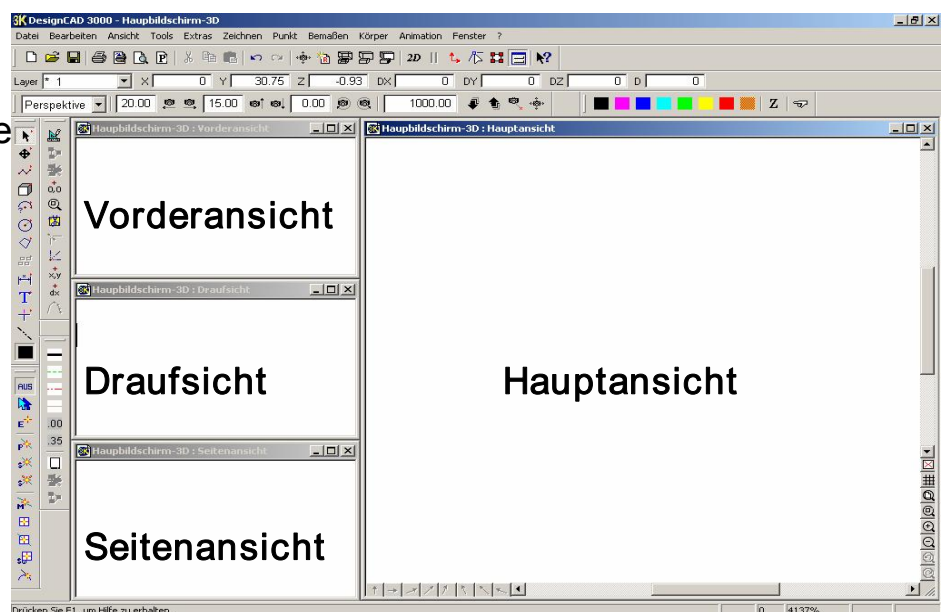 3K DesignCAD 3000 - Haupbildschirm-3D
Datei Bearbeiten Ansicht Tools Extras Zeichnen Punkt Bemaßen Körper Animation Fenster ?
2D
Layer * 1 X 0 Y 30.75 Z -0.93 DX 0 DY 0 DZ 0 D 0
Perspektive 20.00 15.00 0.00 1000.00 Z
e
Haupbildschirm-3D : Vorderansicht
Haupbildschirm-3D : Hauptansicht
Vorderansicht
Haupbildschirm-3D : Draufsicht
Draufsicht
Hauptansicht
Haupbildschirm-3D : Seitenansicht
Seitenansicht
0,0
x,y
dx
T
AUS
E
.00
P
.35
S
S
M
Drücken Sie F1, um Hilfe zu erhalten
0 4137%